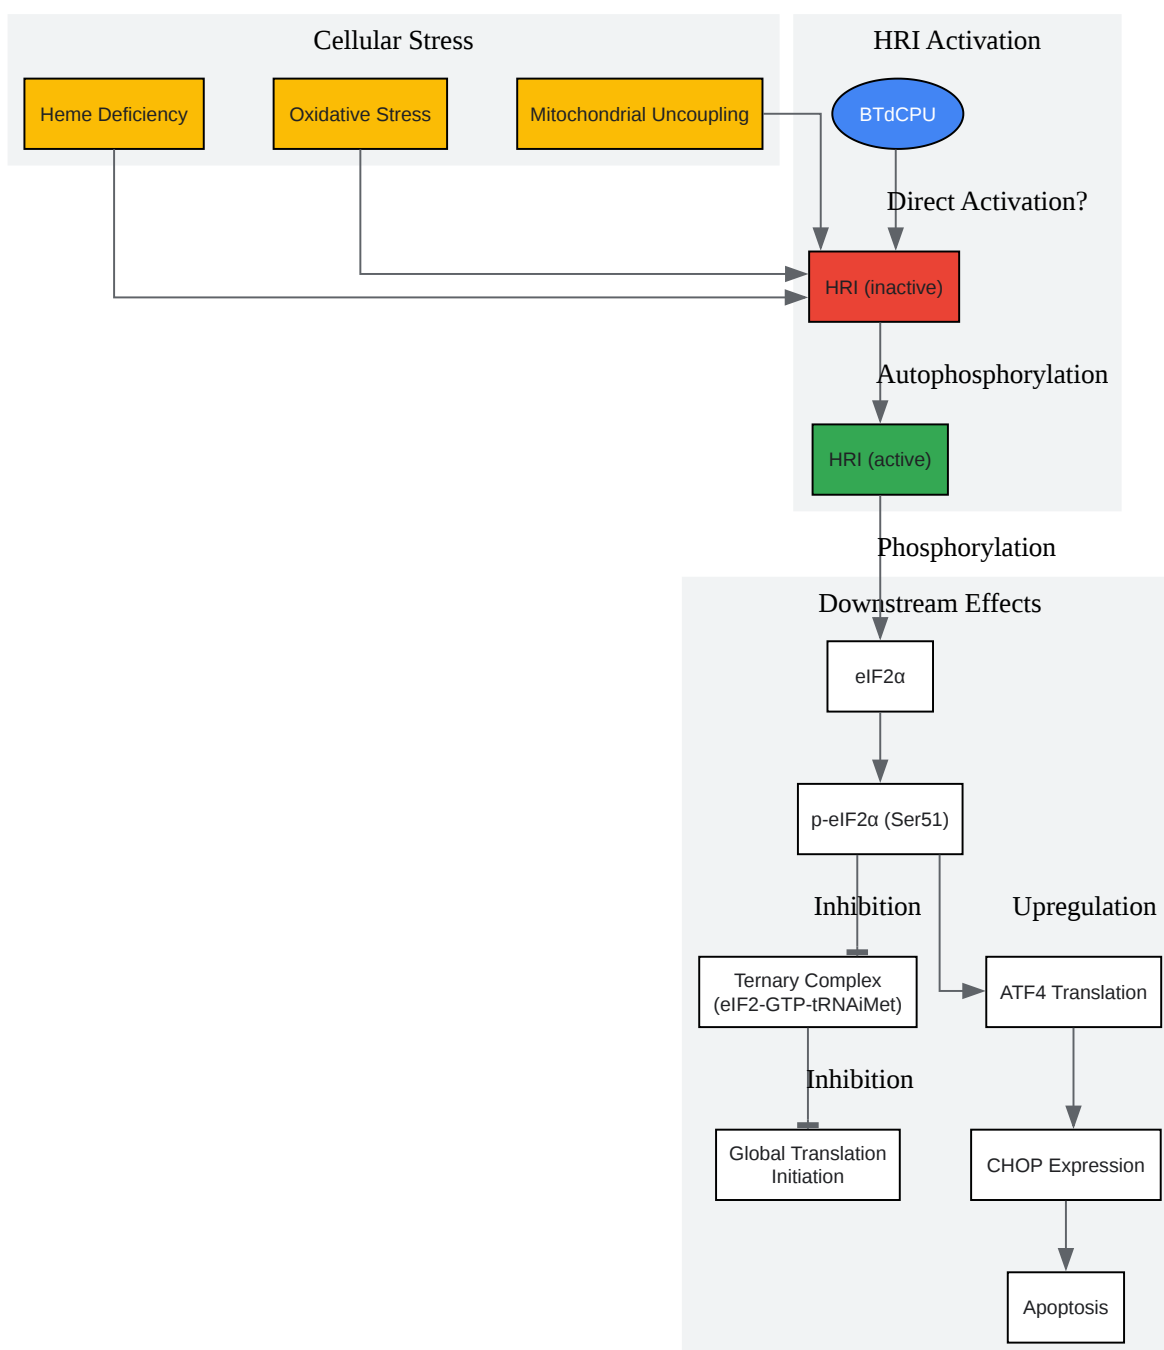 Cellular Stress
HRI Activation
Heme Deficiency
Oxidative Stress
Mitochondrial Uncoupling
BTdCPU
Direct Activation?
HRI (inactive)
Autophosphorylation
HRI (active)
Phosphorylation
Downstream Effects
eIF2α
p-eIF2α (Ser51)
Inhibition
Upregulation
Ternary Complex
(eIF2-GTP-tRNAiMet)
ATF4 Translation
Inhibition
Global Translation
Initiation
CHOP Expression
Apoptosis